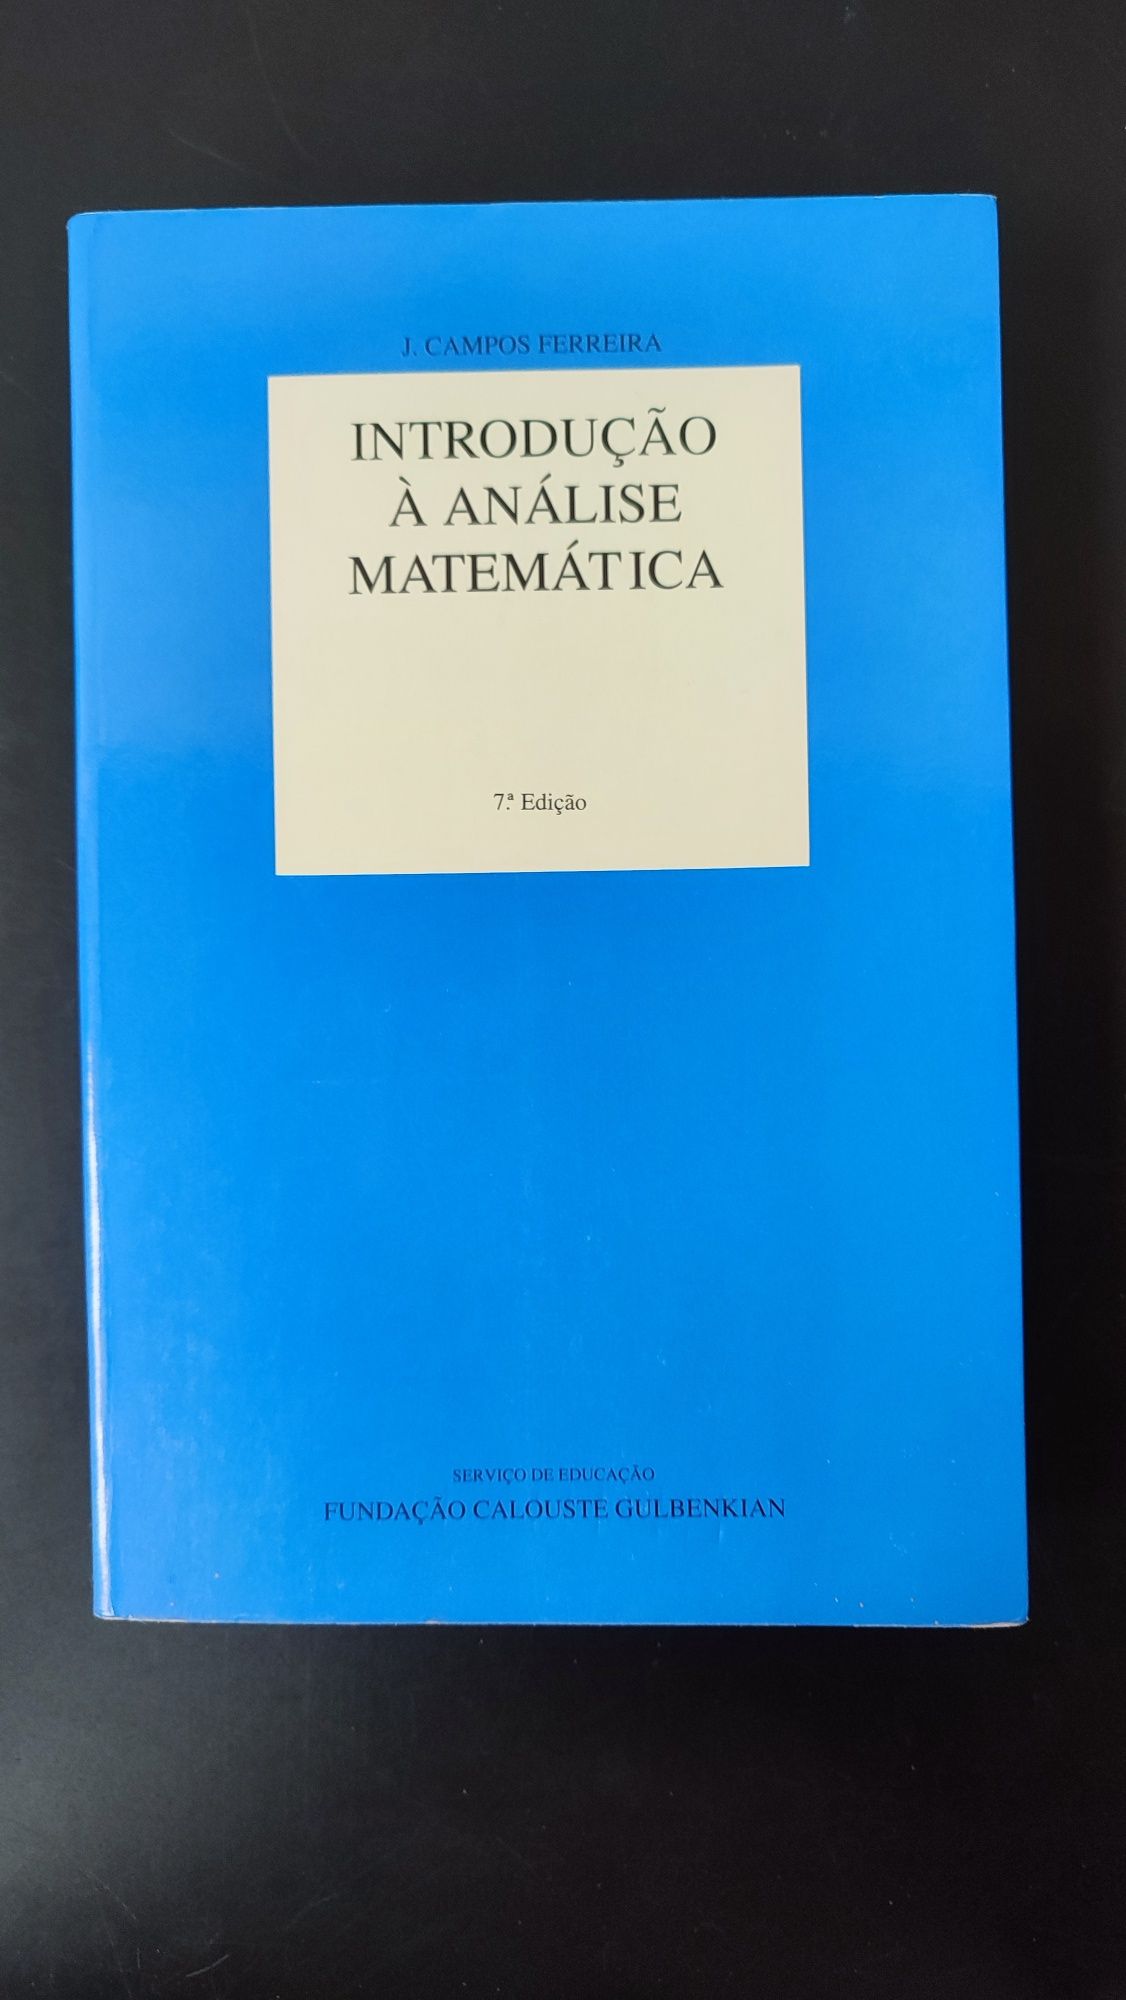 J. CAMPOS FERREIRA
INTRODUÇÃO
À ANÁLISE
MATEMÁTICA
7.ª Edição
SERVIÇO DE EDUCAÇÃO
FUNDAÇÃO CALOUSTE GULBENKIAN